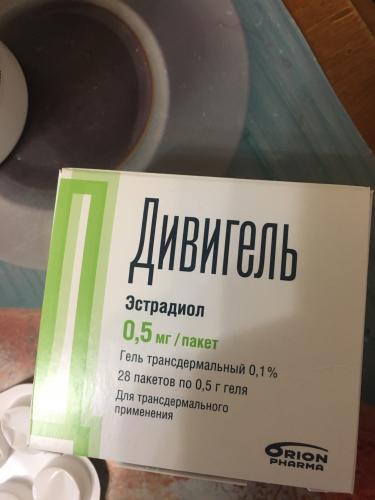 Дивигель
Эстрадиол
0,5 мг/пакет
Гель трансдермальный 0,1%
28 пакетов по 0,5 г геля
Для трансдермального
применения
ORION
PHARMA